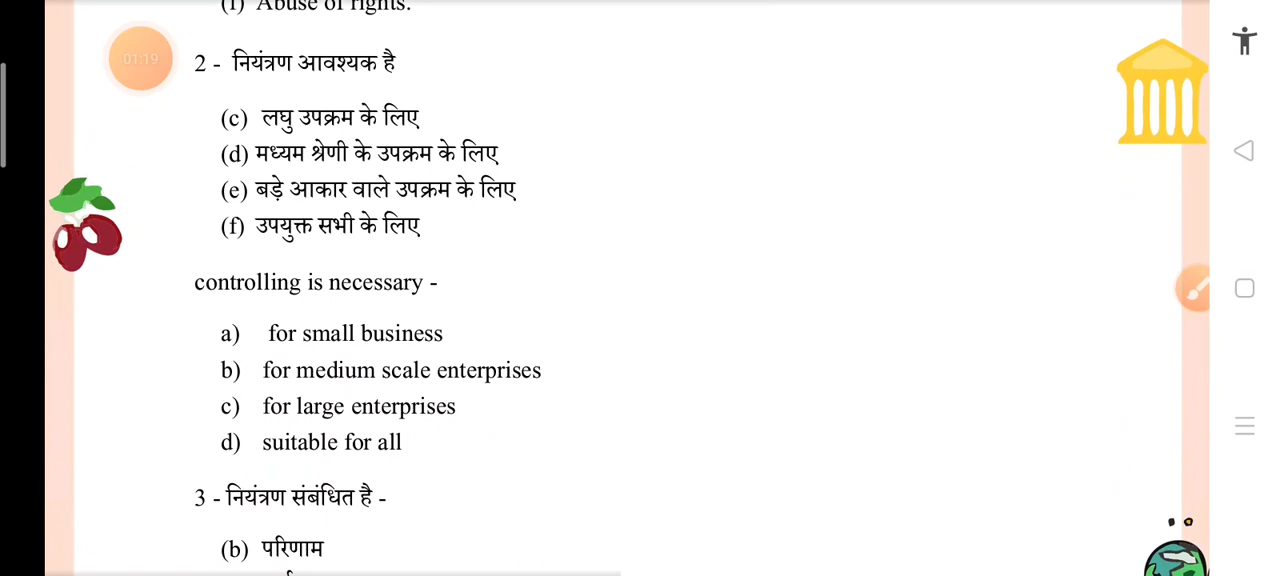 (f) Abuse of rights.
01:19
2 - नियंत्रण आवश्यक है
(c) लघु उपक्रम के लिए
(d) मध्यम श्रेणी के उपक्रम के लिए
(e) बड़े आकार वाले उपक्रम के लिए
(f) उपयुक्त सभी के लिए
controlling is necessary -
a) for small business
b) for medium scale enterprises
c) for large enterprises
d) suitable for all
3 - नियंत्रण संबंधित है -
(b) परिणाम